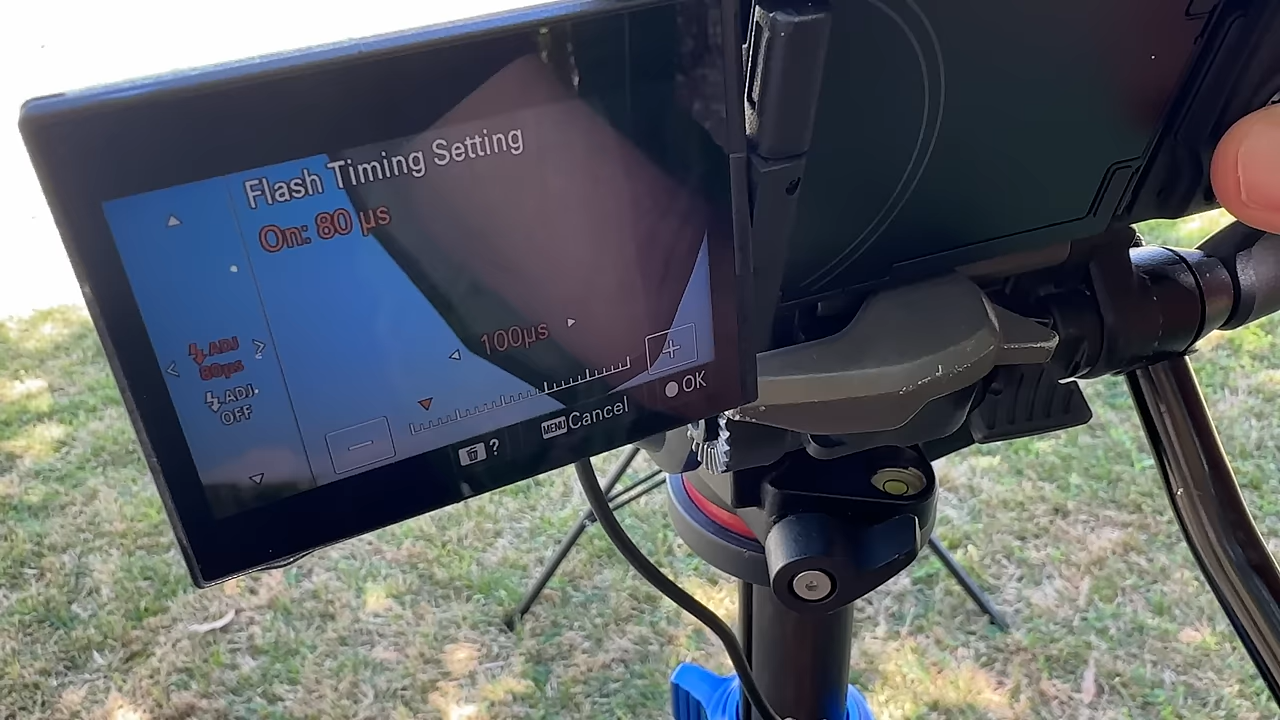 Flash Timing Setting
On: 80 µs
ADJ
80µs
ADJ.
OFF
100µs
− +
?
MENU Cancel
OK